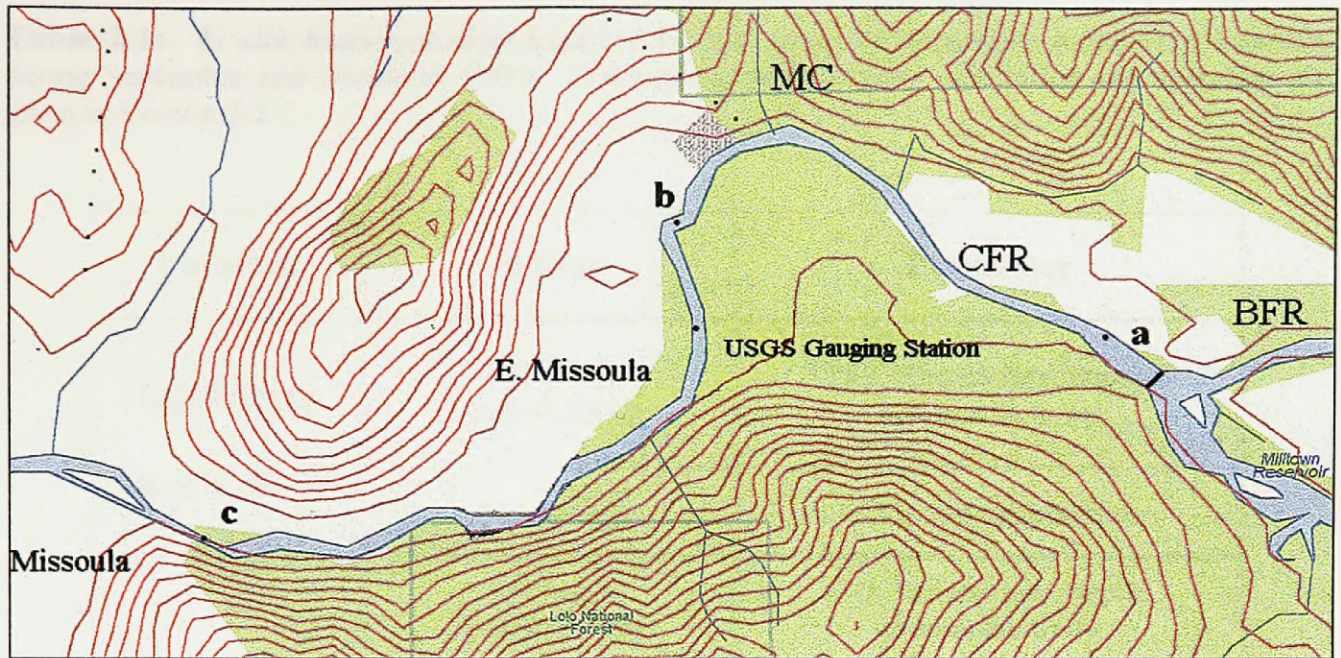 MC
b
CFR
BFR
a
USGS Gauging Station
E. Missoula
Milltown
Reservoir
c
Missoula
Lolo National
Forest